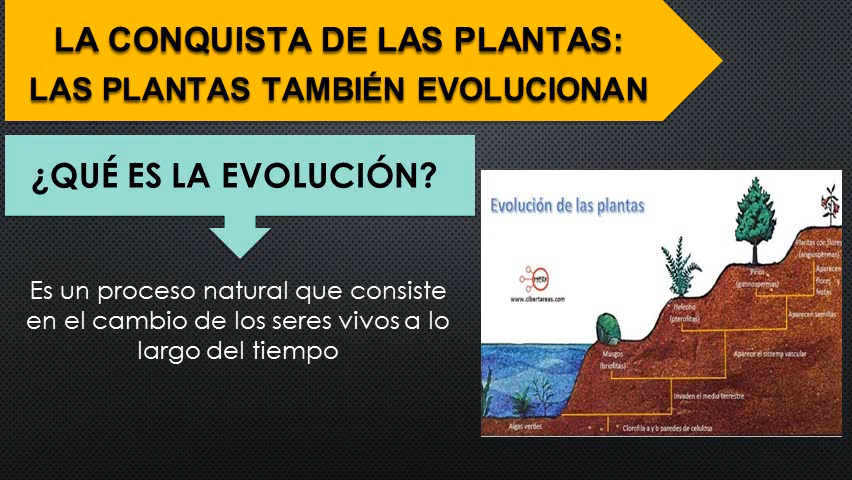 LA CONQUISTA DE LAS PLANTAS:
LAS PLANTAS TAMBIÉN EVOLUCIONAN
¿QUÉ ES LA EVOLUCIÓN?
Es un proceso natural que consiste
en el cambio de los seres vivos a lo
largo del tiempo
Evolución de las plantas
www.cibertareas.com
Plantas con flores
(angiospermas)
Aparecen
flores y
frutos
Pinos
(gimnospermas)
Aparecen semillas
Helecho
(pterofitas)
Aparece el sistema vascular
Musgos
(briofitas)
Invaden el medio terrestre
Algas verdes
Clorofila a y b paredes de celulosa